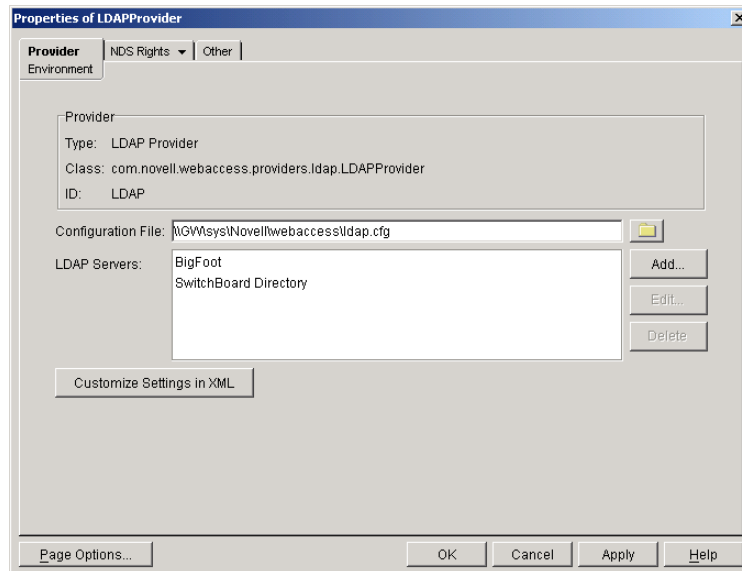 Properties of LDAPProvider
Provider
NDS Rights
Other
Environment
Provider
Type: LDAP Provider
Class: com.novell.webaccess.providers.ldap.LDAPProvider
ID: LDAP
Configuration File: \\GW\sys\Novell\webaccess\ldap.cfg
LDAP Servers:
BigFoot
SwitchBoard Directory
Add...
Edit...
Delete
Customize Settings in XML
Page Options...
OK
Cancel
Apply
Help